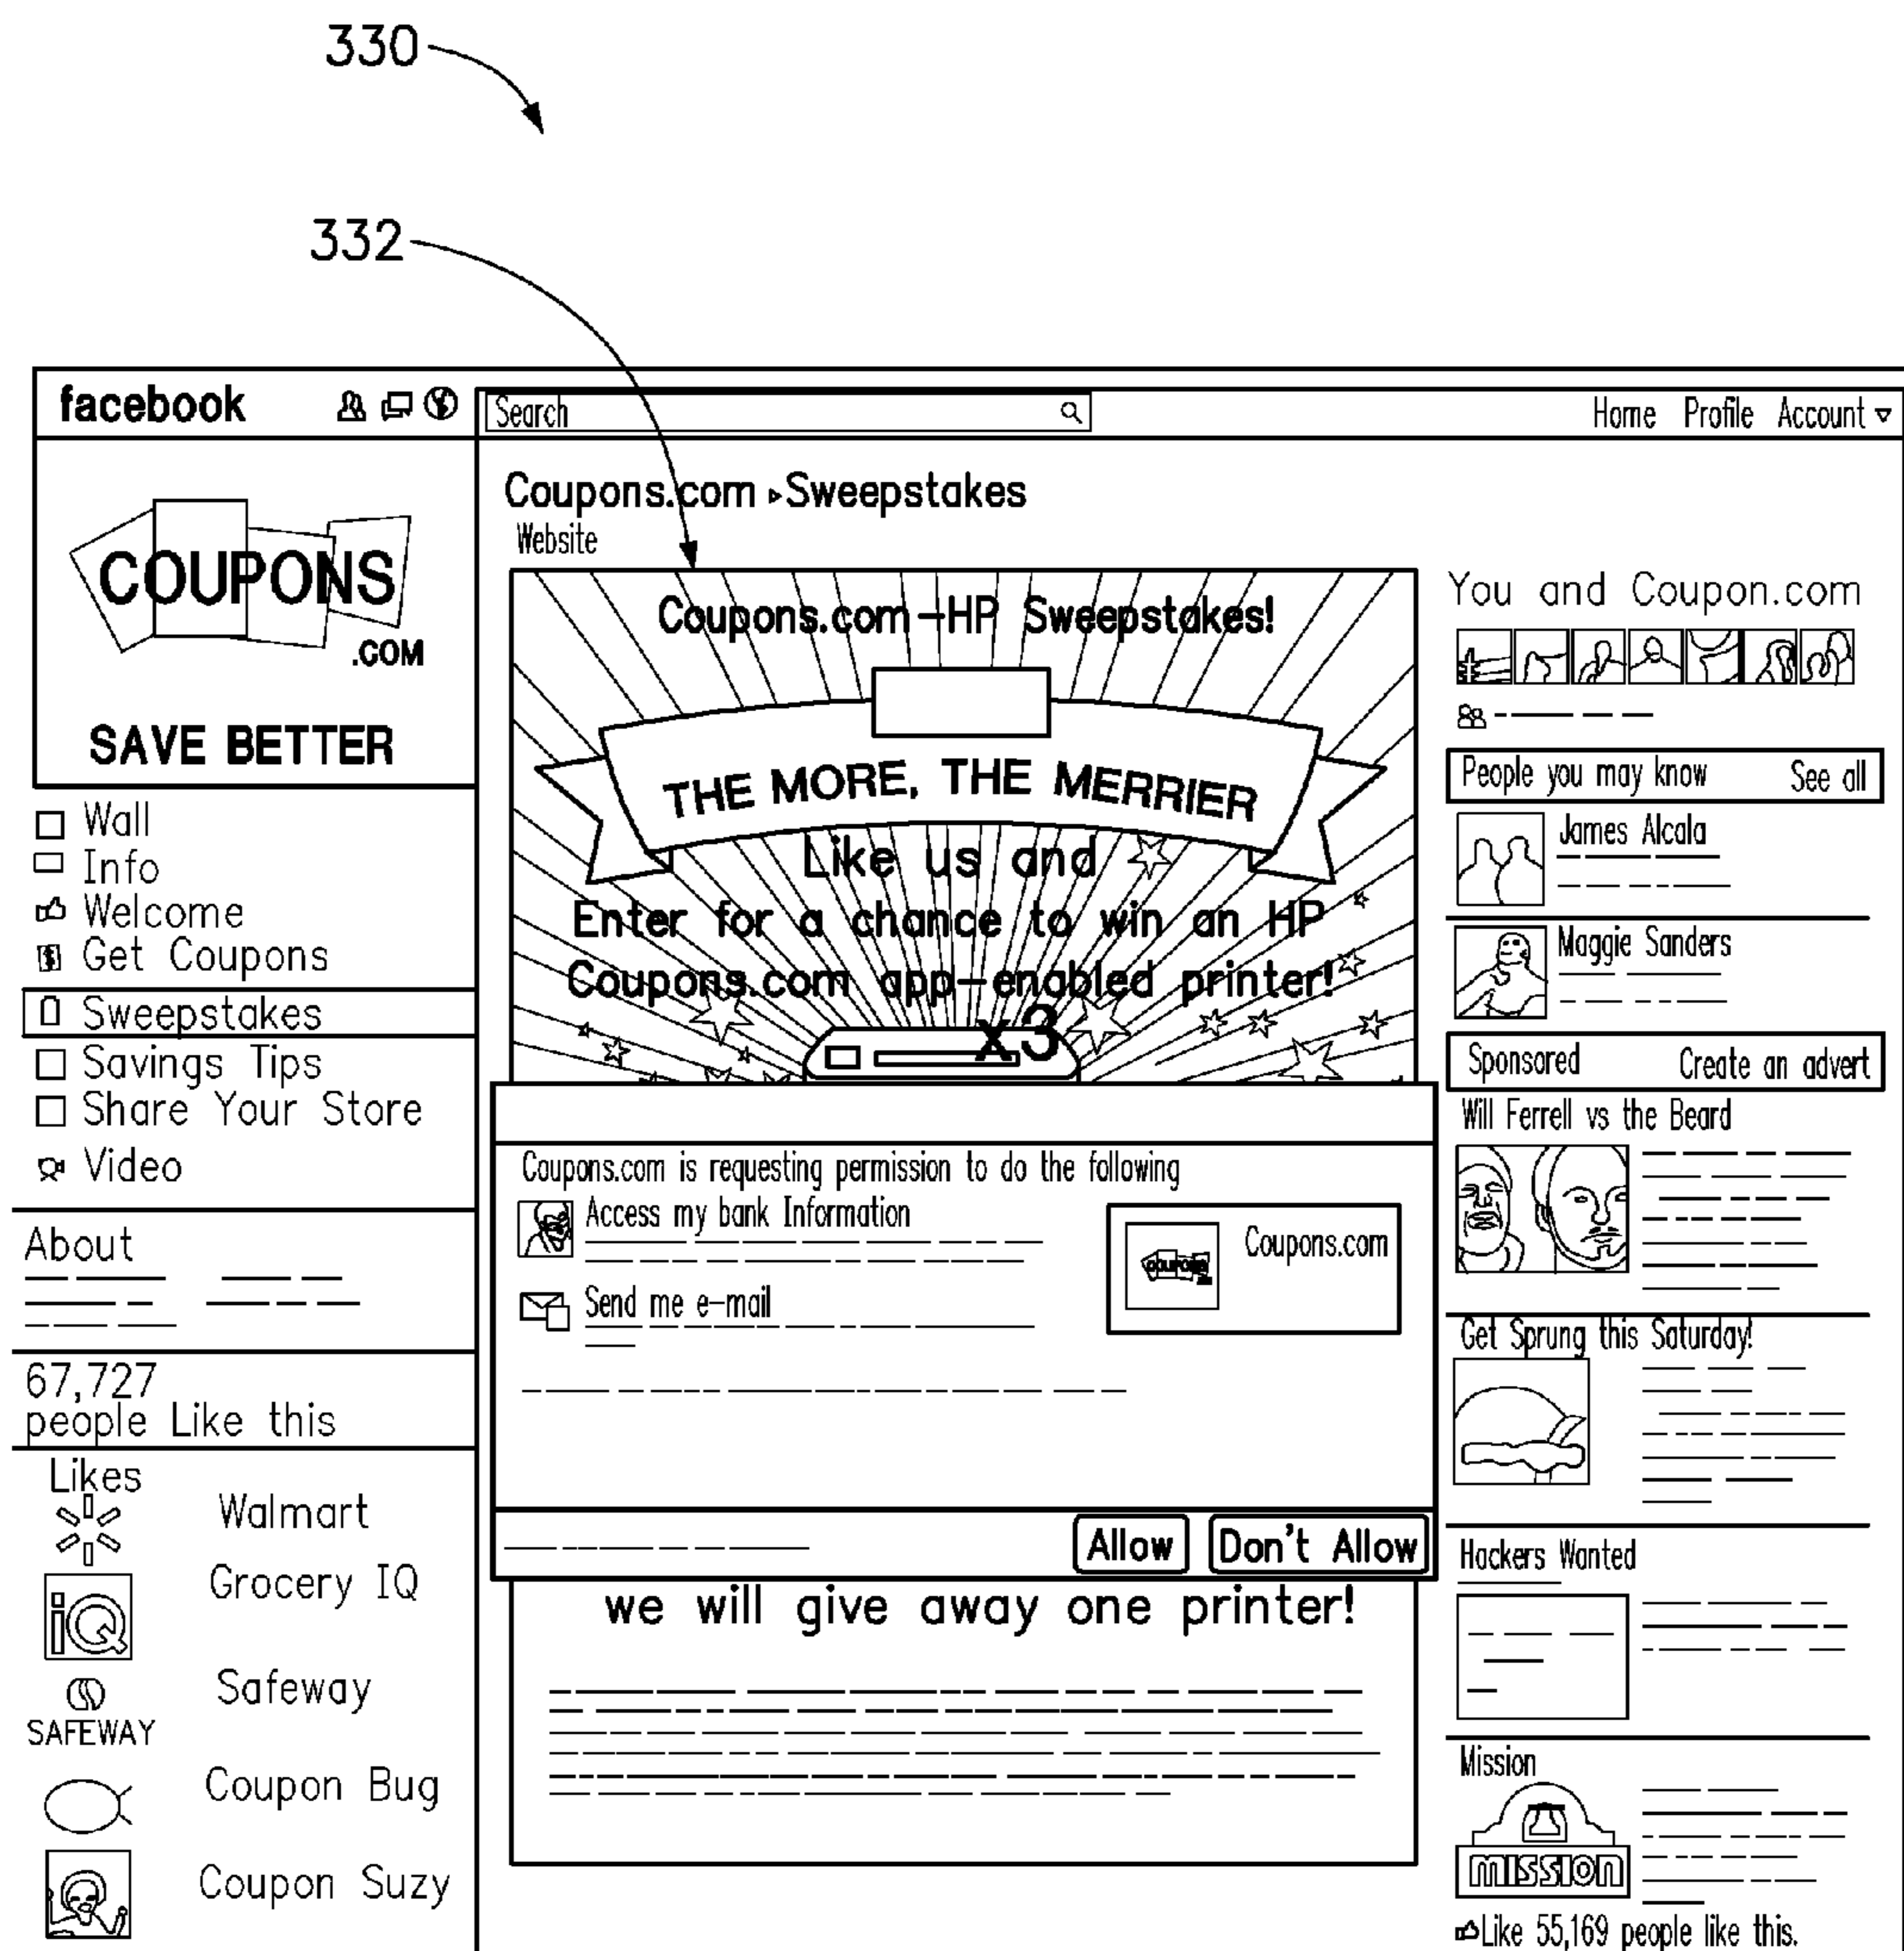 330
332
facebook
Search
Home Profile Account
COUPONS
.COM
SAVE BETTER
Wall
Info
Welcome
Get Coupons
Sweepstakes
Savings Tips
Share Your Store
Video
About
67,727
people Like this
Likes
Walmart
iQ
Grocery IQ
SAFEWAY
Safeway
Coupon Bug
Coupon Suzy
Coupons.com ▹Sweepstakes
Website
Coupons.com-HP Sweepstakes!
THE MORE, THE MERRIER
Like us and
Enter for a chance to win an HP
Coupons.com app-enabled printer!
x3
Coupons.com is requesting permission to do the following
Access my bank Information
Send me e-mail
COUPONS
Coupons.com
Allow Don't Allow
we will give away one printer!
You and Coupon.com
People you may know See all
James Alcala
Maggie Sanders
Sponsored Create an advert
Will Ferrell vs the Beard
Get Sprung this Saturday!
Hackers Wanted
Mission
mission
Like 55,169 people like this.